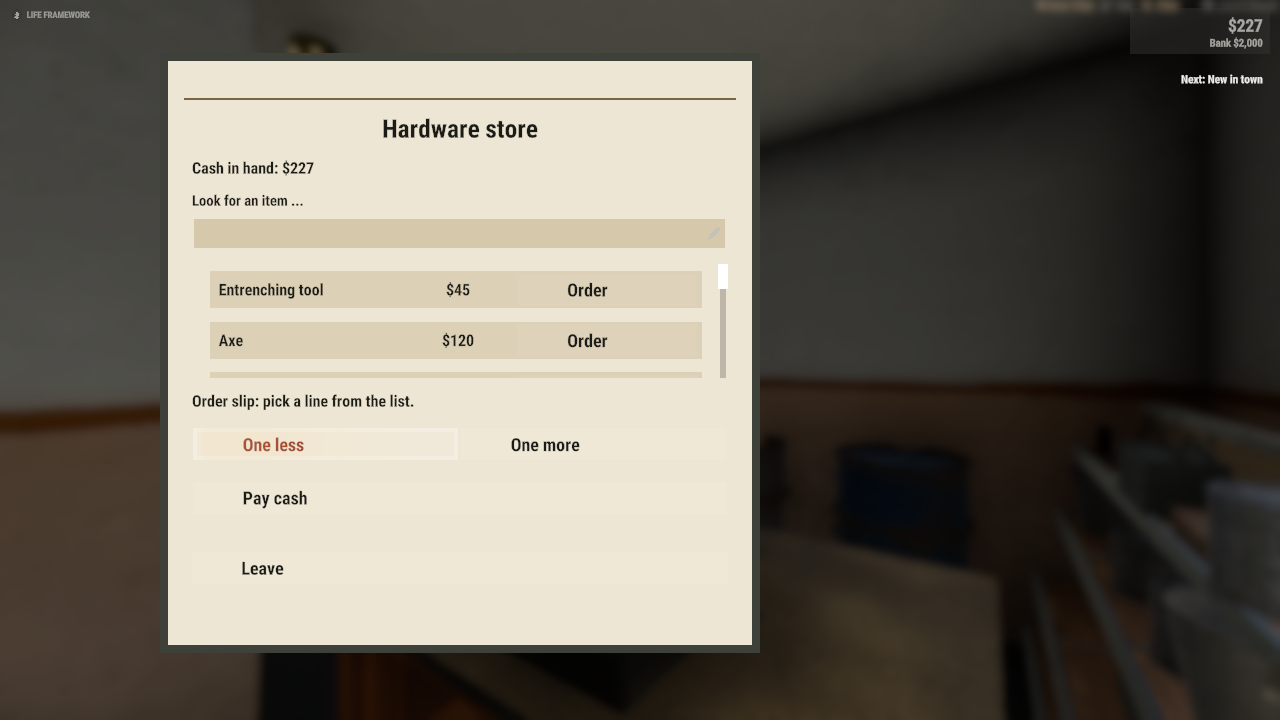 LIFE FRAMEWORK
$227
Bank $2,000
Next: New in town
Hardware store
Cash in hand: $227
Look for an item ...
Entrenching tool $45 Order
Axe $120 Order
Order slip: pick a line from the list.
One less One more
Pay cash
Leave